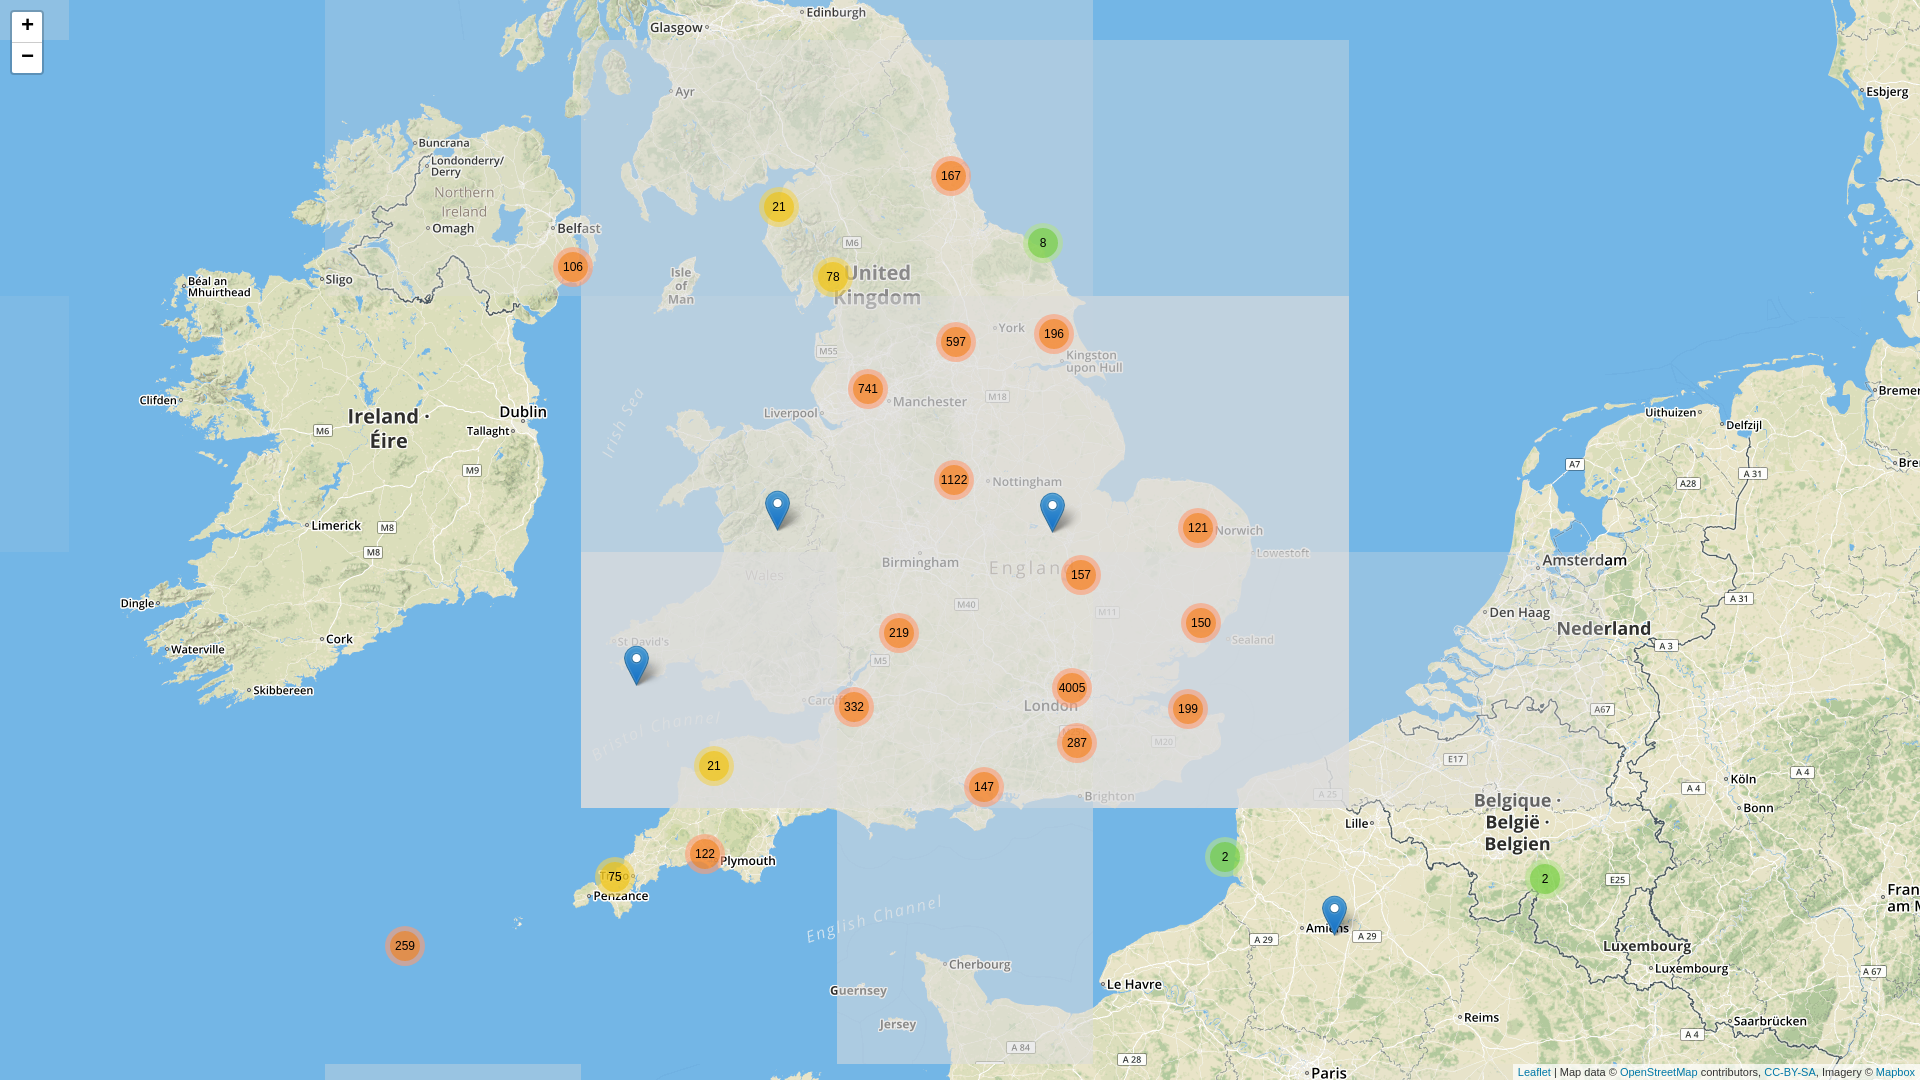 +
−
Edinburgh
Glasgow
Ayr
Esbjerg
Buncrana
Londonderry/
Derry
167
Northern
Ireland
21
Omagh
Belfast
M6
8
106
78
United
Kingdom
Isle
of
Man
Sligo
Béal an
Mhuirthead
York
196
597
M55
Kingston
upon Hull
741
M18
Manchester
Liverpool
Irish Sea
Clifden
Ireland ·
Éire
Dublin
Tallaght
M6
M9
Uithuizen
Delfzijl
A7
A 31
A28
1122
Nottingham
Limerick
M8
M8
121
Norwich
Lowestoft
Birmingham
Wales
157
Amsterdam
Dingle
M40
M11
A 31
Den Haag
Nederland
219
150
Sealand
St David's
Cork
Waterville
M5
A 3
Skibbereen
4005
London
332
199
A67
Bristol Channel
287
M20
E17
21
147
Brighton
A 25
Köln
A 4
A 4
Bonn
Belgique ·
België ·
Belgien
Lille
122
Plymouth
2
75
Penzance
2
E25
English Channel
259
Amiens
A 29
A 29
Luxembourg
Luxembourg
A 67
Cherbourg
Le Havre
Guernsey
Jersey
Reims
Saarbrücken
A 84
A 28
A 4
Paris
Leaflet | Map data © OpenStreetMap contributors, CC-BY-SA, Imagery © Mapbox